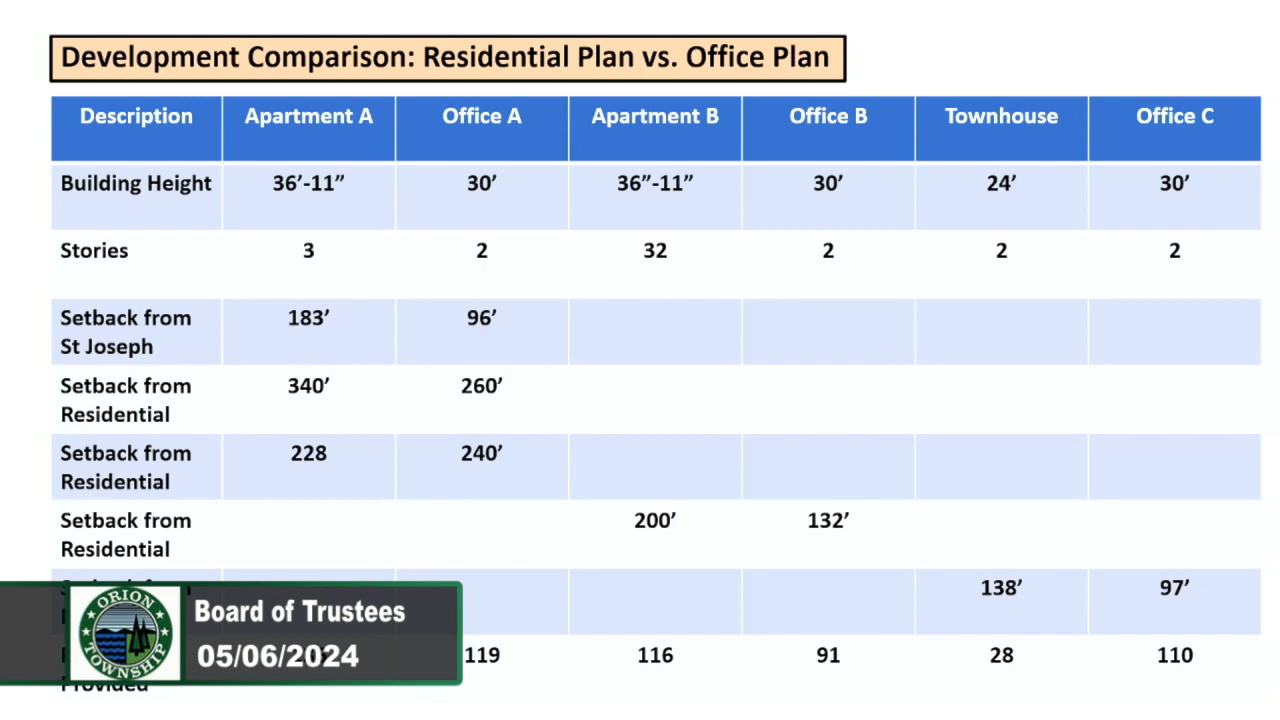 Development Comparison: Residential Plan vs. Office Plan
Description Apartment A Office A Apartment B Office B Townhouse Office C
Building Height 36’-11” 30’ 36”-11” 30’ 24’ 30’
Stories 3 2 32 2 2 2
Setback from 183’ 96’
St Joseph
Setback from 340’ 260’
Residential
Setback from 228 240’
Residential
Setback from 200’ 132’
Residential
138’ 97’
119 116 91 28 110
Provided
ORION
TOWNSHIP
Board of Trustees
05/06/2024